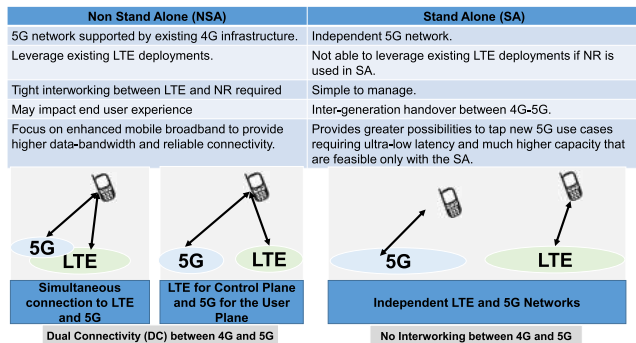 Non Stand Alone (NSA)
Stand Alone (SA)
5G network supported by existing 4G infrastructure.
Independent 5G network.
Leverage existing LTE deployments.
Not able to leverage existing LTE deployments if NR is
used in SA.
Tight interworking between LTE and NR required
Simple to manage.
May impact end user experience
Inter-generation handover between 4G-5G.
Focus on enhanced mobile broadband to provide
higher data-bandwidth and reliable connectivity.
Provides greater possibilities to tap new 5G use cases
requiring ultra-low latency and much higher capacity that
are feasible only with the SA.
5G
LTE
5G
LTE
5G
LTE
Simultaneous
connection to LTE
and 5G
LTE for Control Plane
and 5G for the User
Plane
Independent LTE and 5G Networks
Dual Connectivity (DC) between 4G and 5G
No Interworking between 4G and 5G